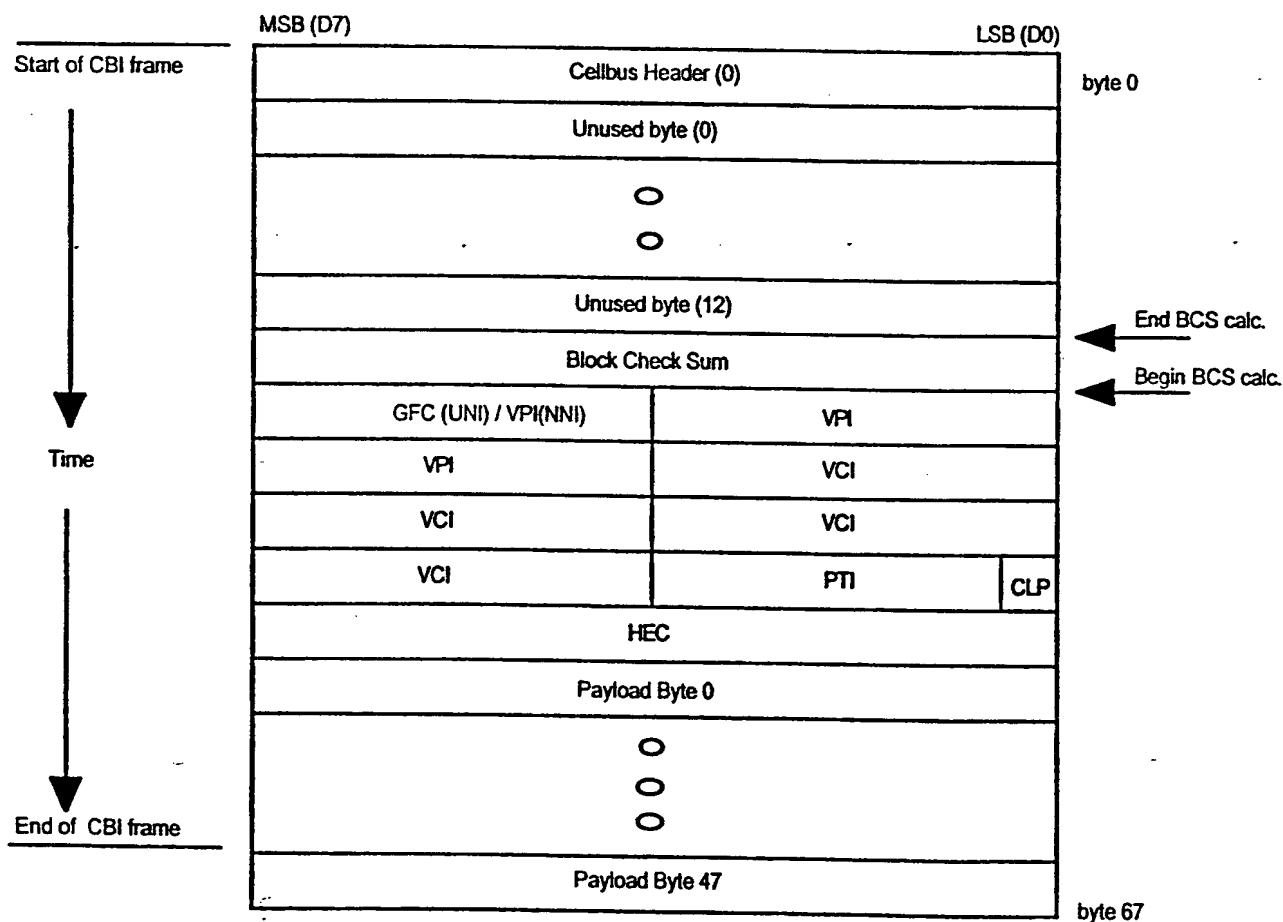 MSB (D7)
LSB (D0)
Start of CBI frame
Cellbus Header (0)
byte 0
Unused byte (0)
Unused byte (12)
End BCS calc.
Block Check Sum
Begin BCS calc.
GFC (UNI) / VPI(NNI)
VPI
Time
VPI
VCI
VCI
VCI
VCI
PTI
CLP
HEC
Payload Byte 0
End of CBI frame
Payload Byte 47
byte 67